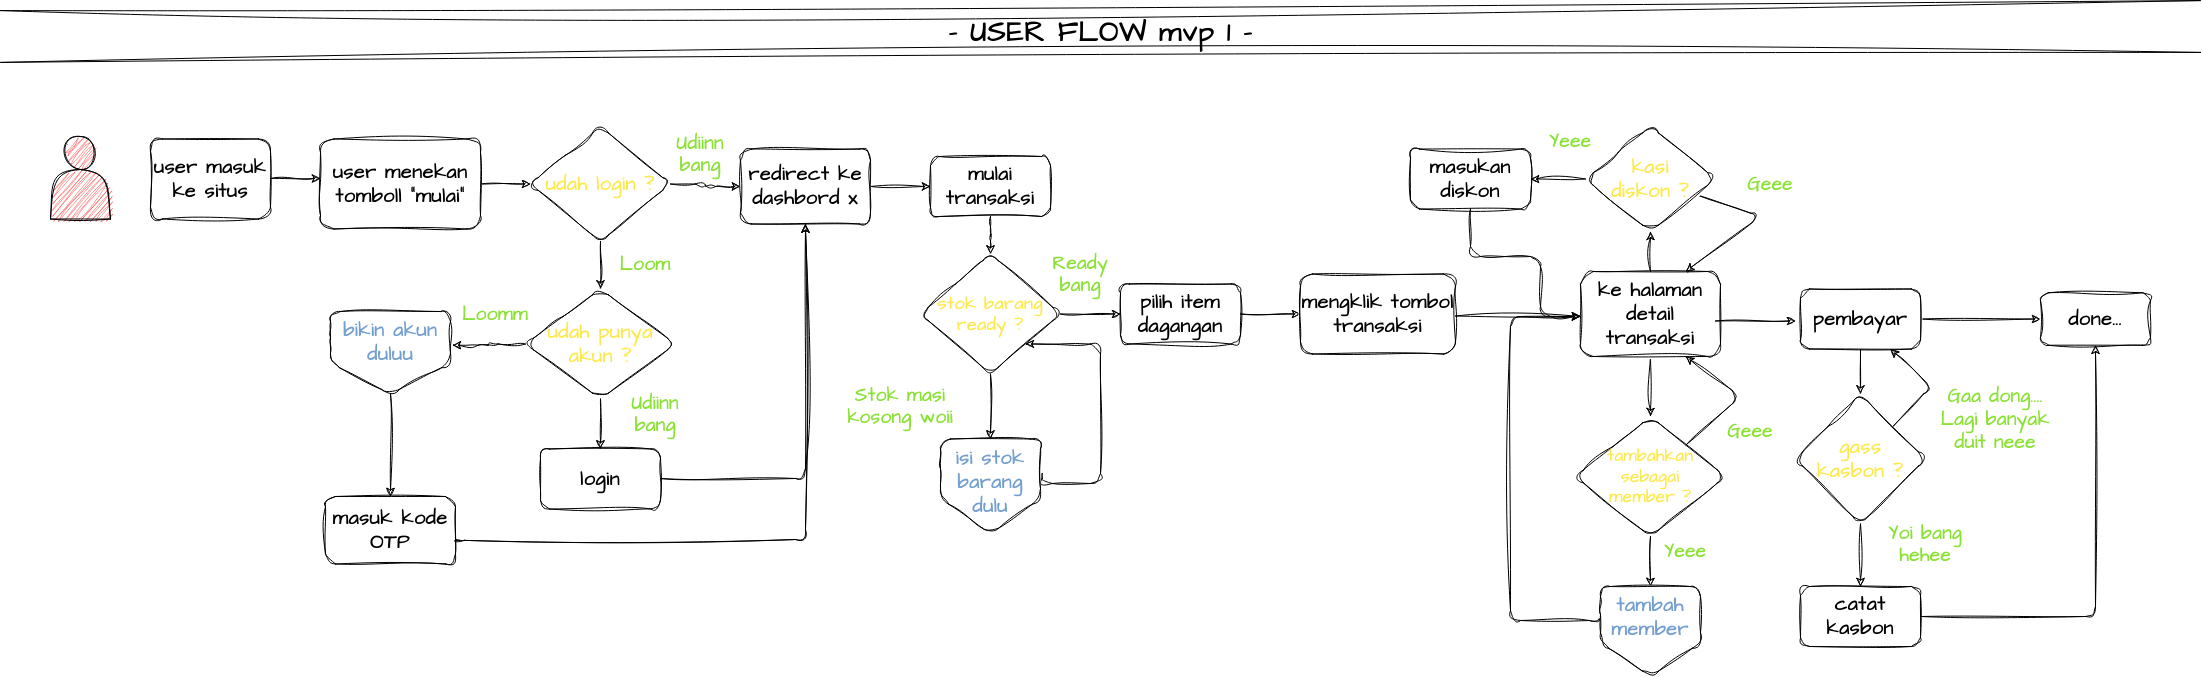 - USER FLOW mvp 1 -
user masuk
ke situs
user menekan
tomboll "mulai"
udah login ?
Udiinn
bang
redirect ke
dashbord x
mulai
transaksi
Loom
udah punya
akun ?
Loomm
bikin akun
duluu
Udiinn
bang
login
masuk kode
OTP
stok barang
ready ?
Ready
bang
Stok masi
kosong woii
isi stok
barang
dulu
pilih item
dagangan
mengklik tombol
transaksi
masukan
diskon
Yeee
kasi
diskon ?
Geee
ke halaman
detail
transaksi
Geee
tambahkan
sebagai
member ?
Yeee
tambah
member
pembayar
done...
gass
kasbon ?
Gaa dong....
Lagi banyak
duit neee
Yoi bang
hehee
catat
kasbon